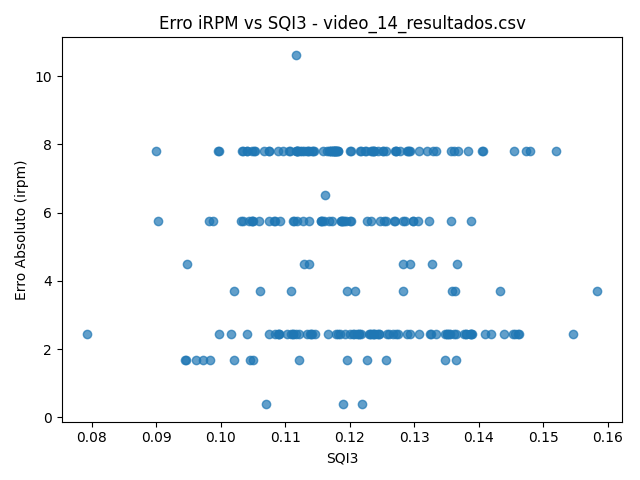 Erro iRPM vs SQI3 - video_14_resultados.csv
Erro Absoluto (irpm)
10
8
6
4
2
0
0.08 0.09 0.10 0.11 0.12 0.13 0.14 0.15 0.16
SQI3